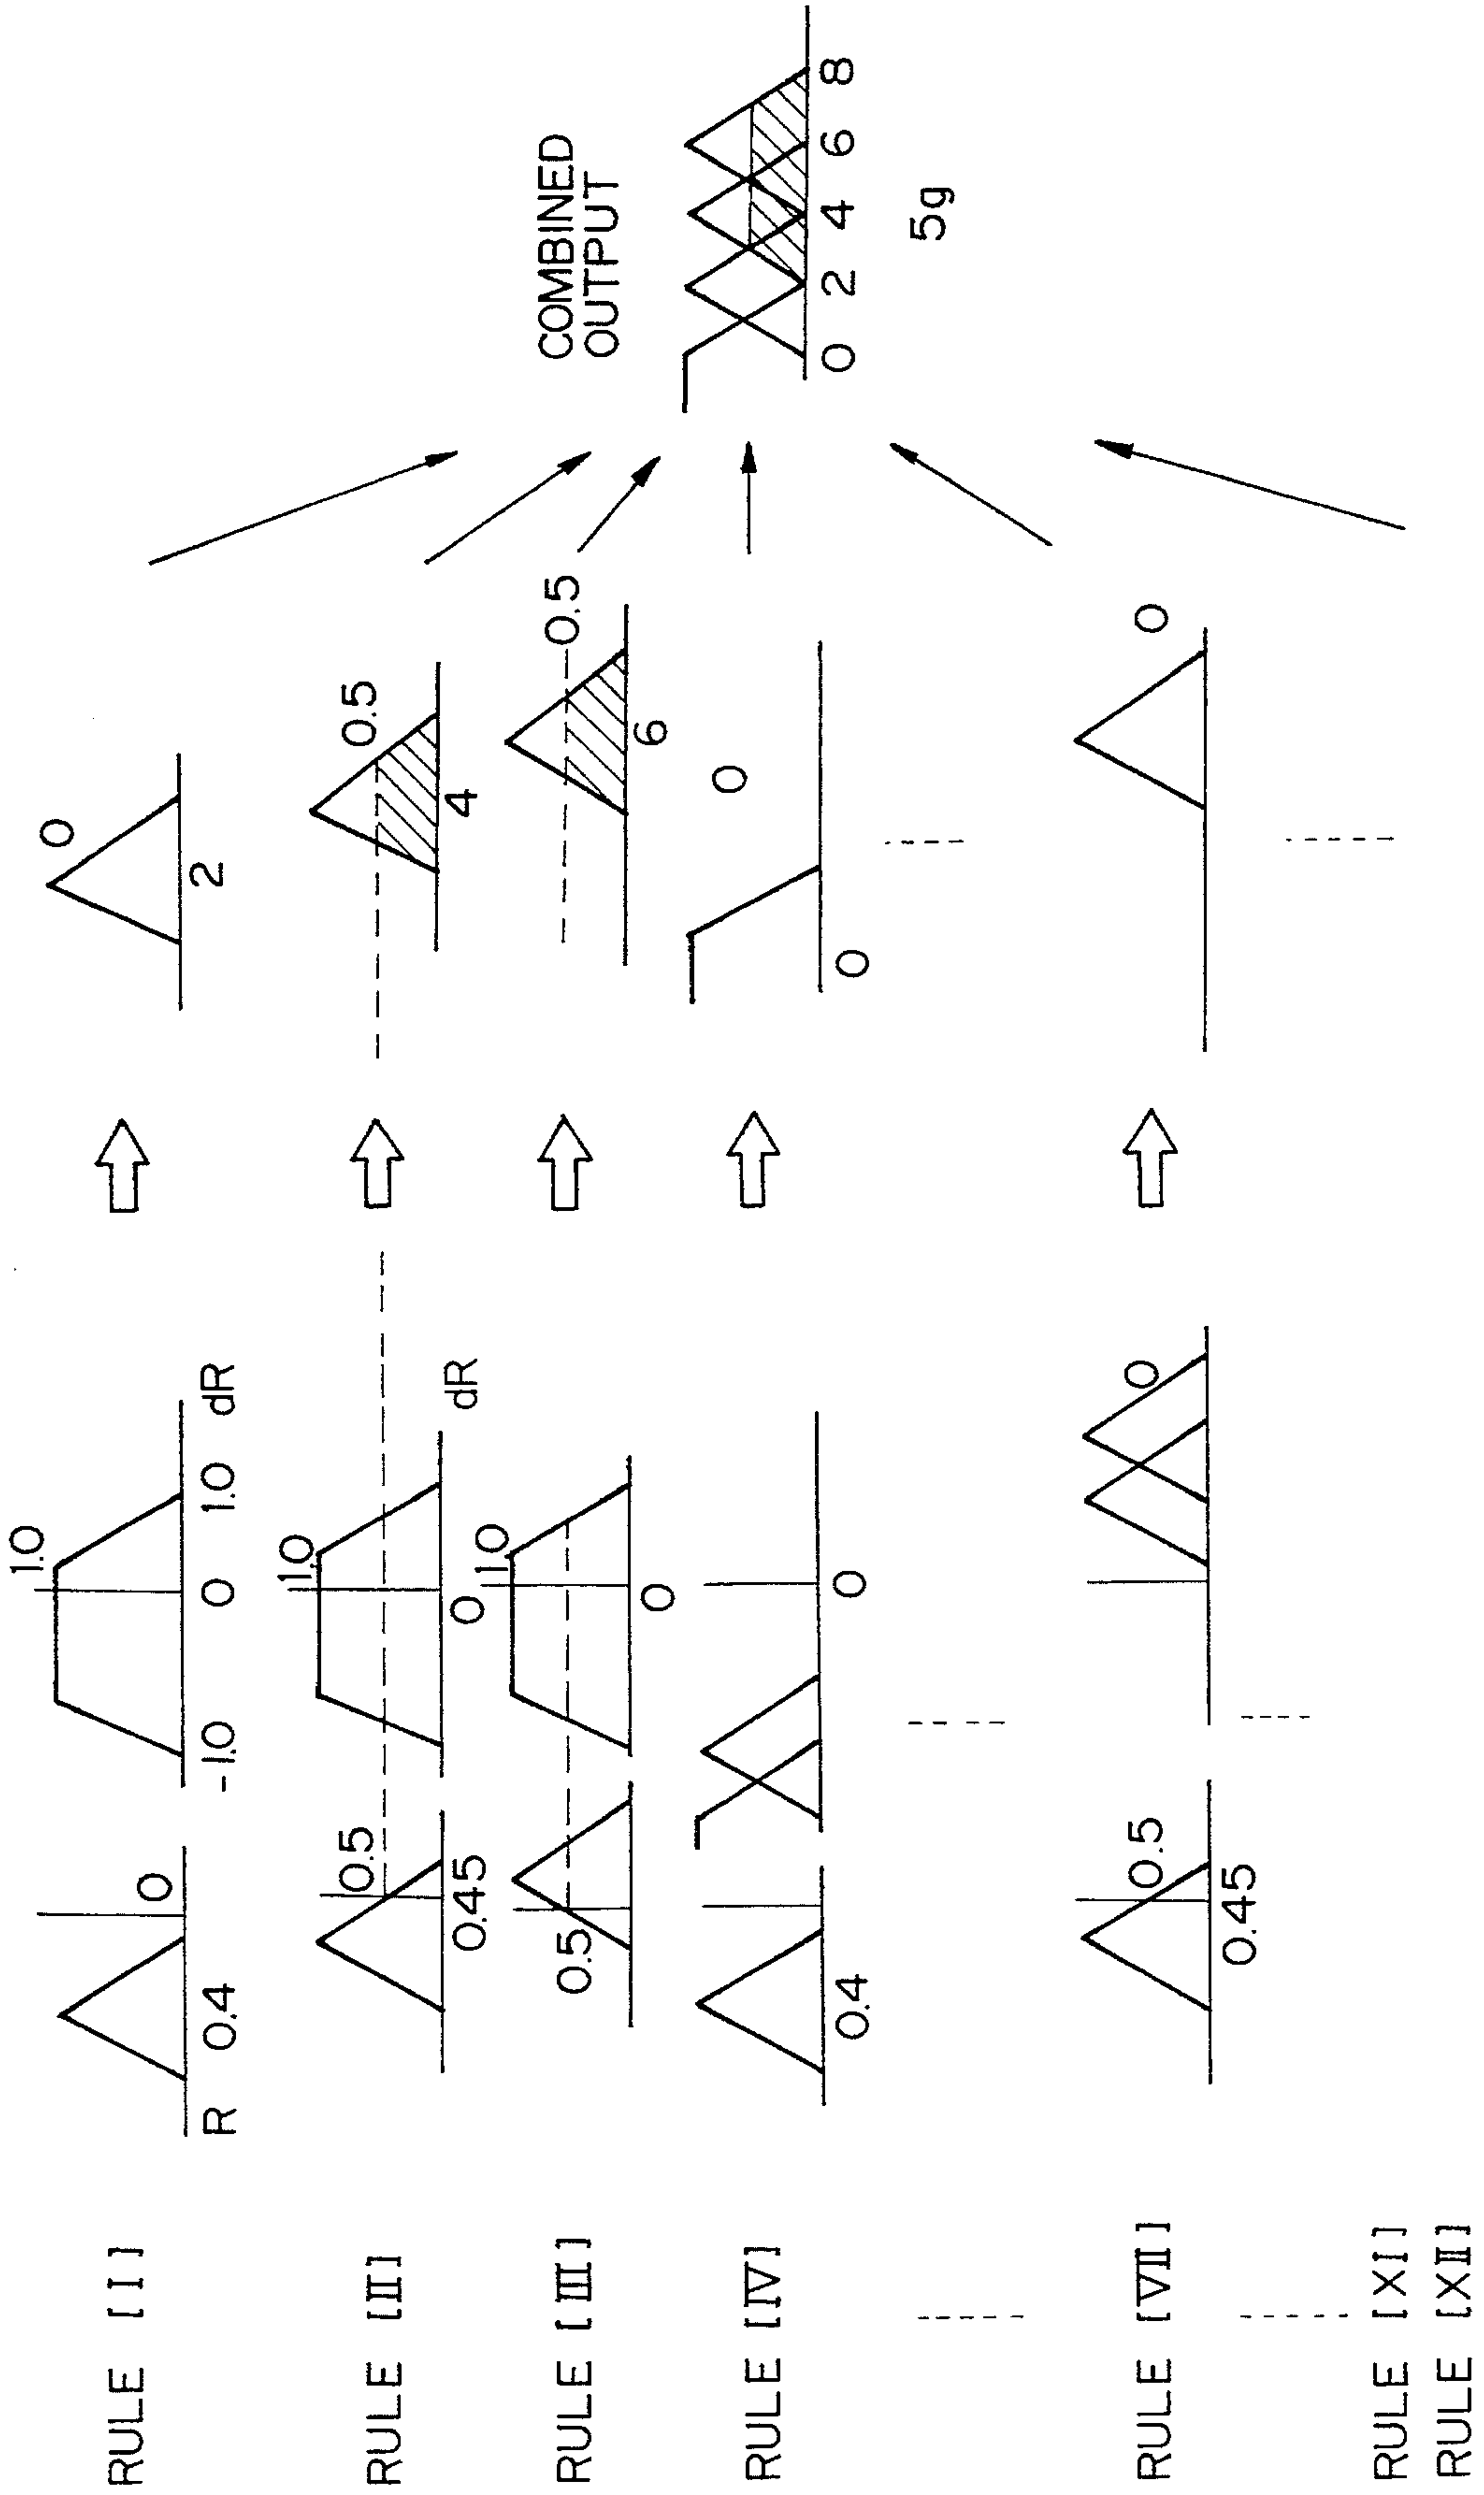 RULE [I]
R 0.4
0
1.0
-1.0 0 1.0 dR
0
2
RULE [II]
0.5
0.45
1.0
0
dR
0.5
4
RULE [III]
0.5
1.0
0
0.5
6
RULE [IV]
0.4
0
0
0
RULE [VII]
0.5
0.45
0
0
RULE [XI]
RULE [XII]
COMBINED
OUTPUT
0 2 4 6 8
5g